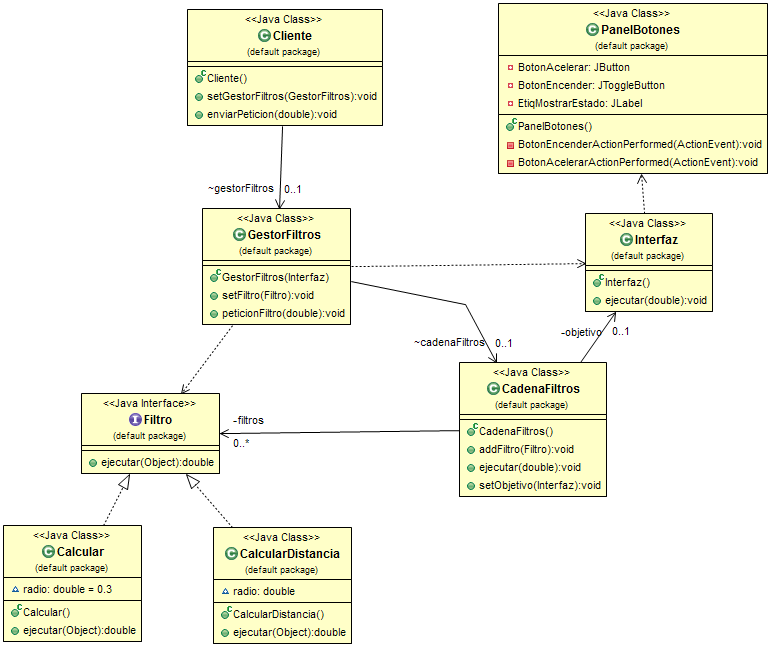 <<Java Class>>
Cliente
(default package)
Cliente()
setGestorFiltros(GestorFiltros):void
enviarPeticion(double):void
<<Java Class>>
PanelBotones
(default package)
BotonAcelerar: JButton
BotonEncender: JToggleButton
EtiqMostrarEstado: JLabel
PanelBotones()
BotonEncenderActionPerformed(ActionEvent):void
BotonAcelerarActionPerformed(ActionEvent):void
~gestorFiltros 0..1
<<Java Class>>
GestorFiltros
(default package)
GestorFiltros(Interfaz)
setFiltro(Filtro):void
peticionFiltro(double):void
<<Java Class>>
Interfaz
(default package)
Interfaz()
ejecutar(double):void
-objetivo 0..1
~cadenaFiltros 0..1
<<Java Class>>
CadenaFiltros
(default package)
CadenaFiltros()
addFiltro(Filtro):void
ejecutar(double):void
setObjetivo(Interfaz):void
<<Java Interface>>
Filtro
(default package)
ejecutar(Object):double
-filtros
0..*
<<Java Class>>
Calcular
(default package)
radio: double = 0.3
Calcular()
ejecutar(Object):double
<<Java Class>>
CalcularDistancia
(default package)
radio: double
CalcularDistancia()
ejecutar(Object):double